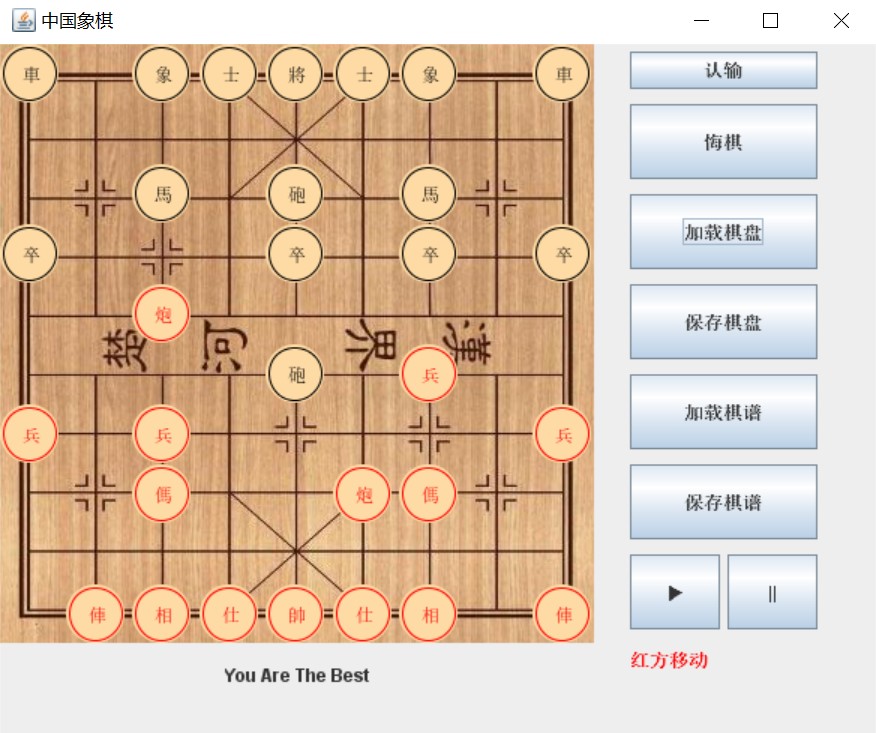 中国象棋
車 象 士 將 士 象 車
認输
悔棋
馬 砲 馬
加载棋盘
卒 卒 卒 卒
炮
保存棋盘
楚河 漢界
砲 兵
加载棋谱
兵 兵 兵
傌 炮 傌
保存棋谱
俥 相 仕 帥 仕 相 俥
红方移动
You Are The Best